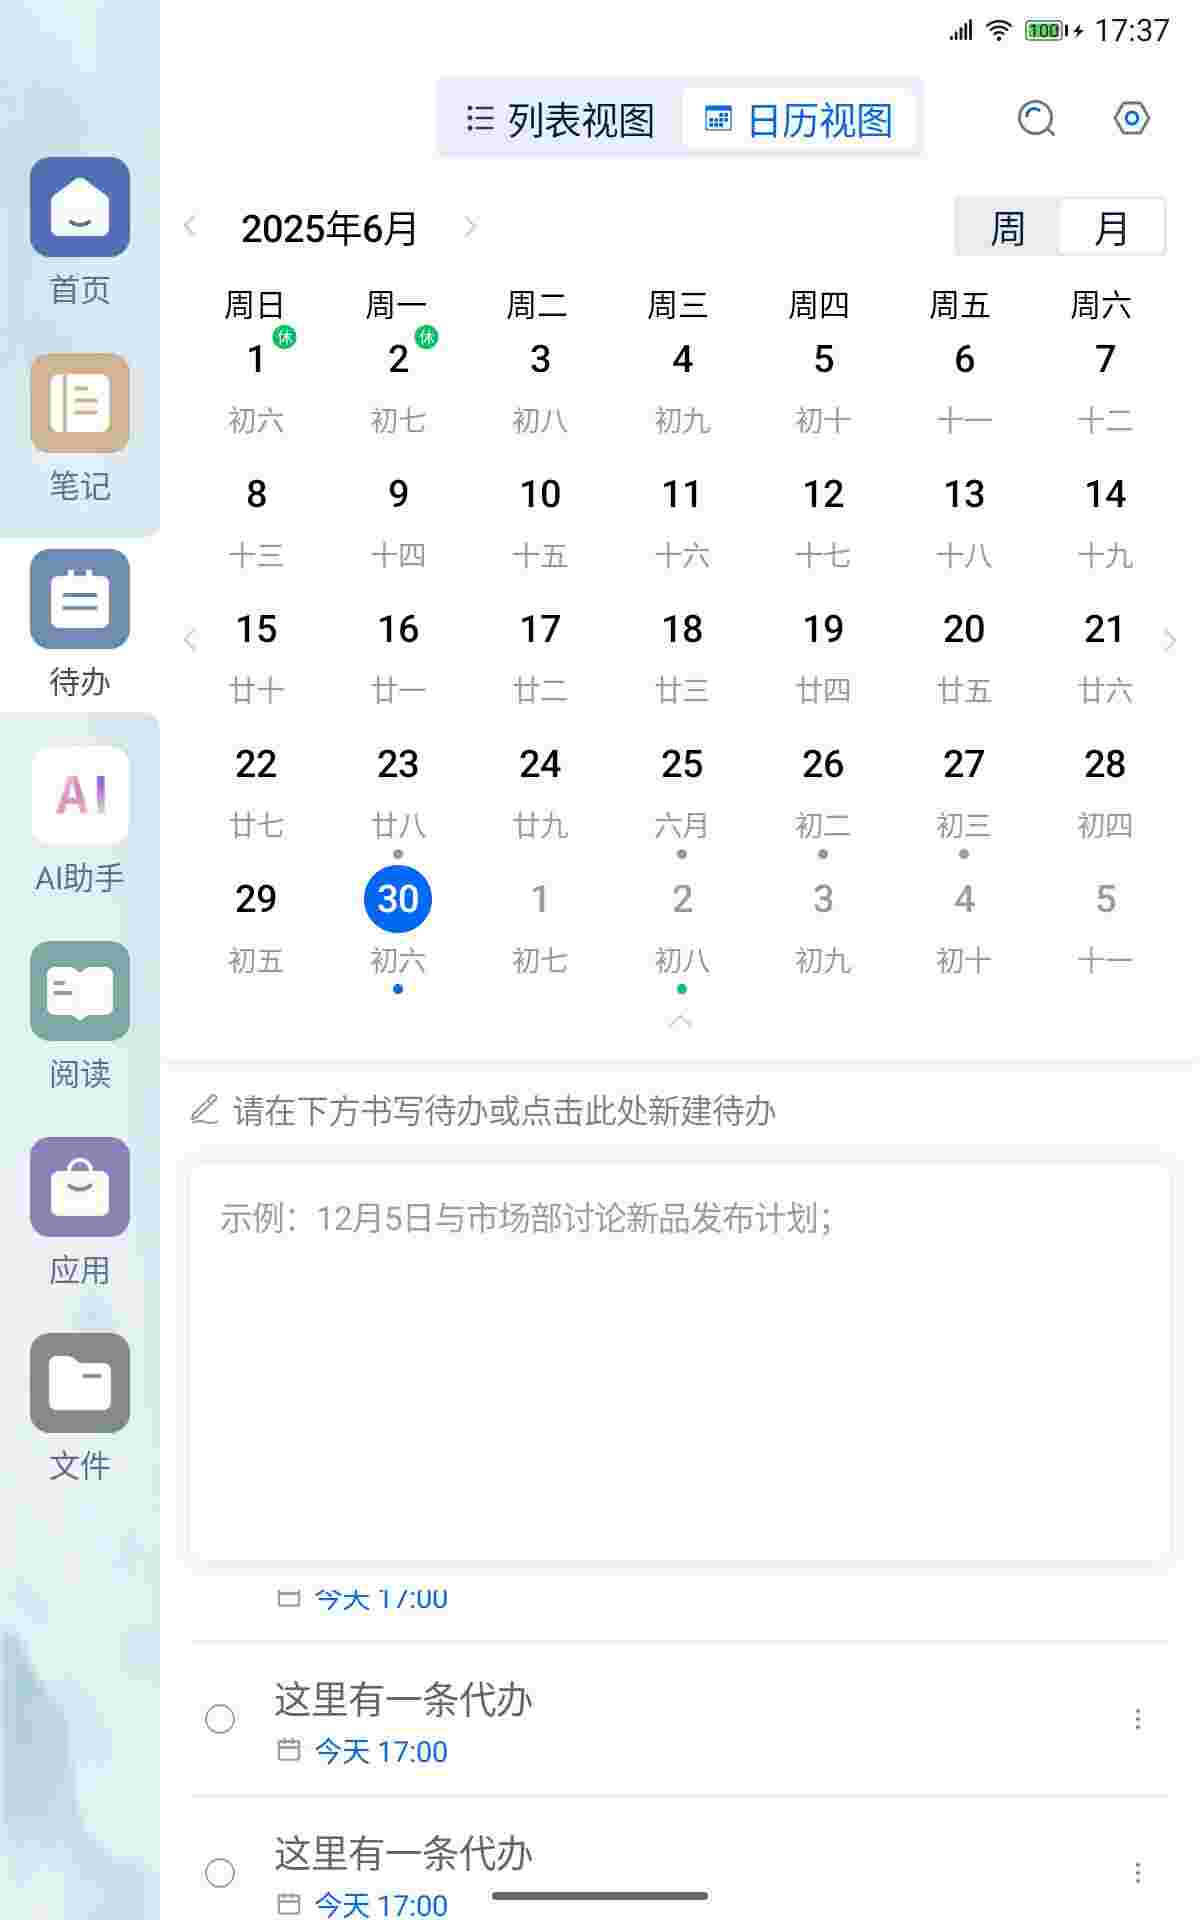 100 17:37
列表视图 日历视图
2025年6月 周 月
周日 周一 周二 周三 周四 周五 周六
休 休
1 2 3 4 5 6 7
初六 初七 初八 初九 初十 十一 十二
8 9 10 11 12 13 14
十三 十四 十五 十六 十七 十八 十九
15 16 17 18 19 20 21
廿十 廿一 廿二 廿三 廿四 廿五 廿六
22 23 24 25 26 27 28
廿七 廿八 廿九 六月 初二 初三 初四
29 30 1 2 3 4 5
初五 初六 初七 初八 初九 初十 十一
请在下方书写待办或点击此处新建待办
示例：12月5日与市场部讨论新品发布计划；
今天 17:00
这里有一条代办
今天 17:00
这里有一条代办
今天 17:00
首页
笔记
待办
AI
AI助手
阅读
应用
文件